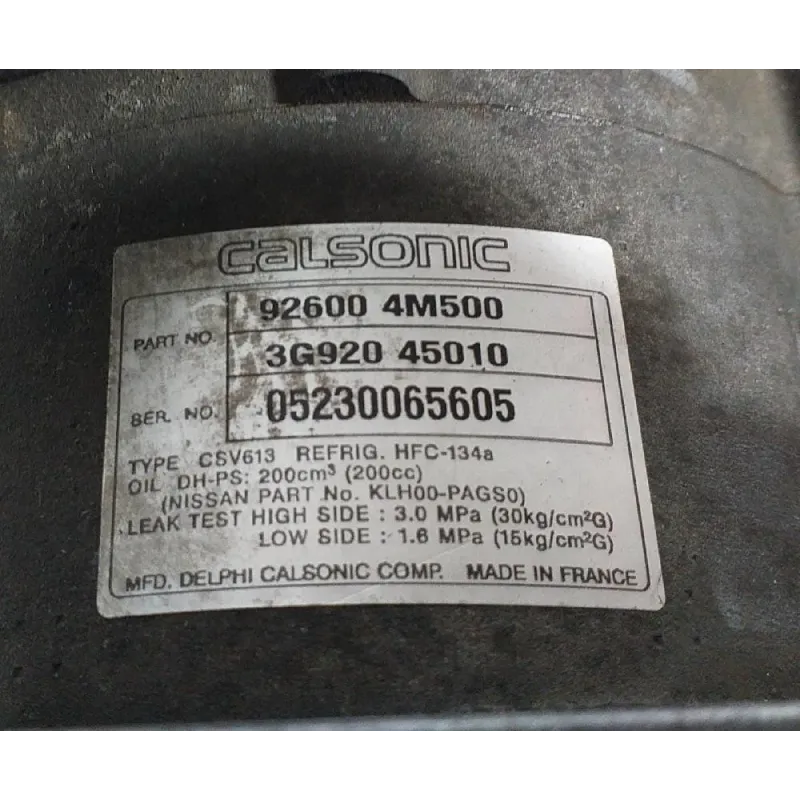 CALSONIC
PART NO. 92600 4M500
3G920 45010
SER. NO. 05230065605
TYPE CSV613 REFRIG. HFC-134a
OIL DH-PS: 200cm³ (200cc)
(NISSAN PART No. KLH00-PAGS0)
LEAK TEST HIGH SIDE : 3.0 MPa (30kg/cm²G)
LOW SIDE : 1.6 MPa (15kg/cm²G)
MFD. DELPHI CALSONIC COMP. MADE IN FRANCE